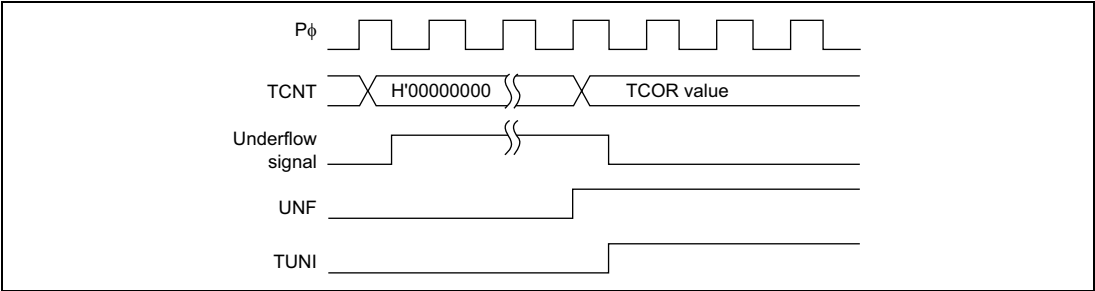 Pϕ
TCNT
H'00000000
TCOR value
Underflow
signal
UNF
TUNI